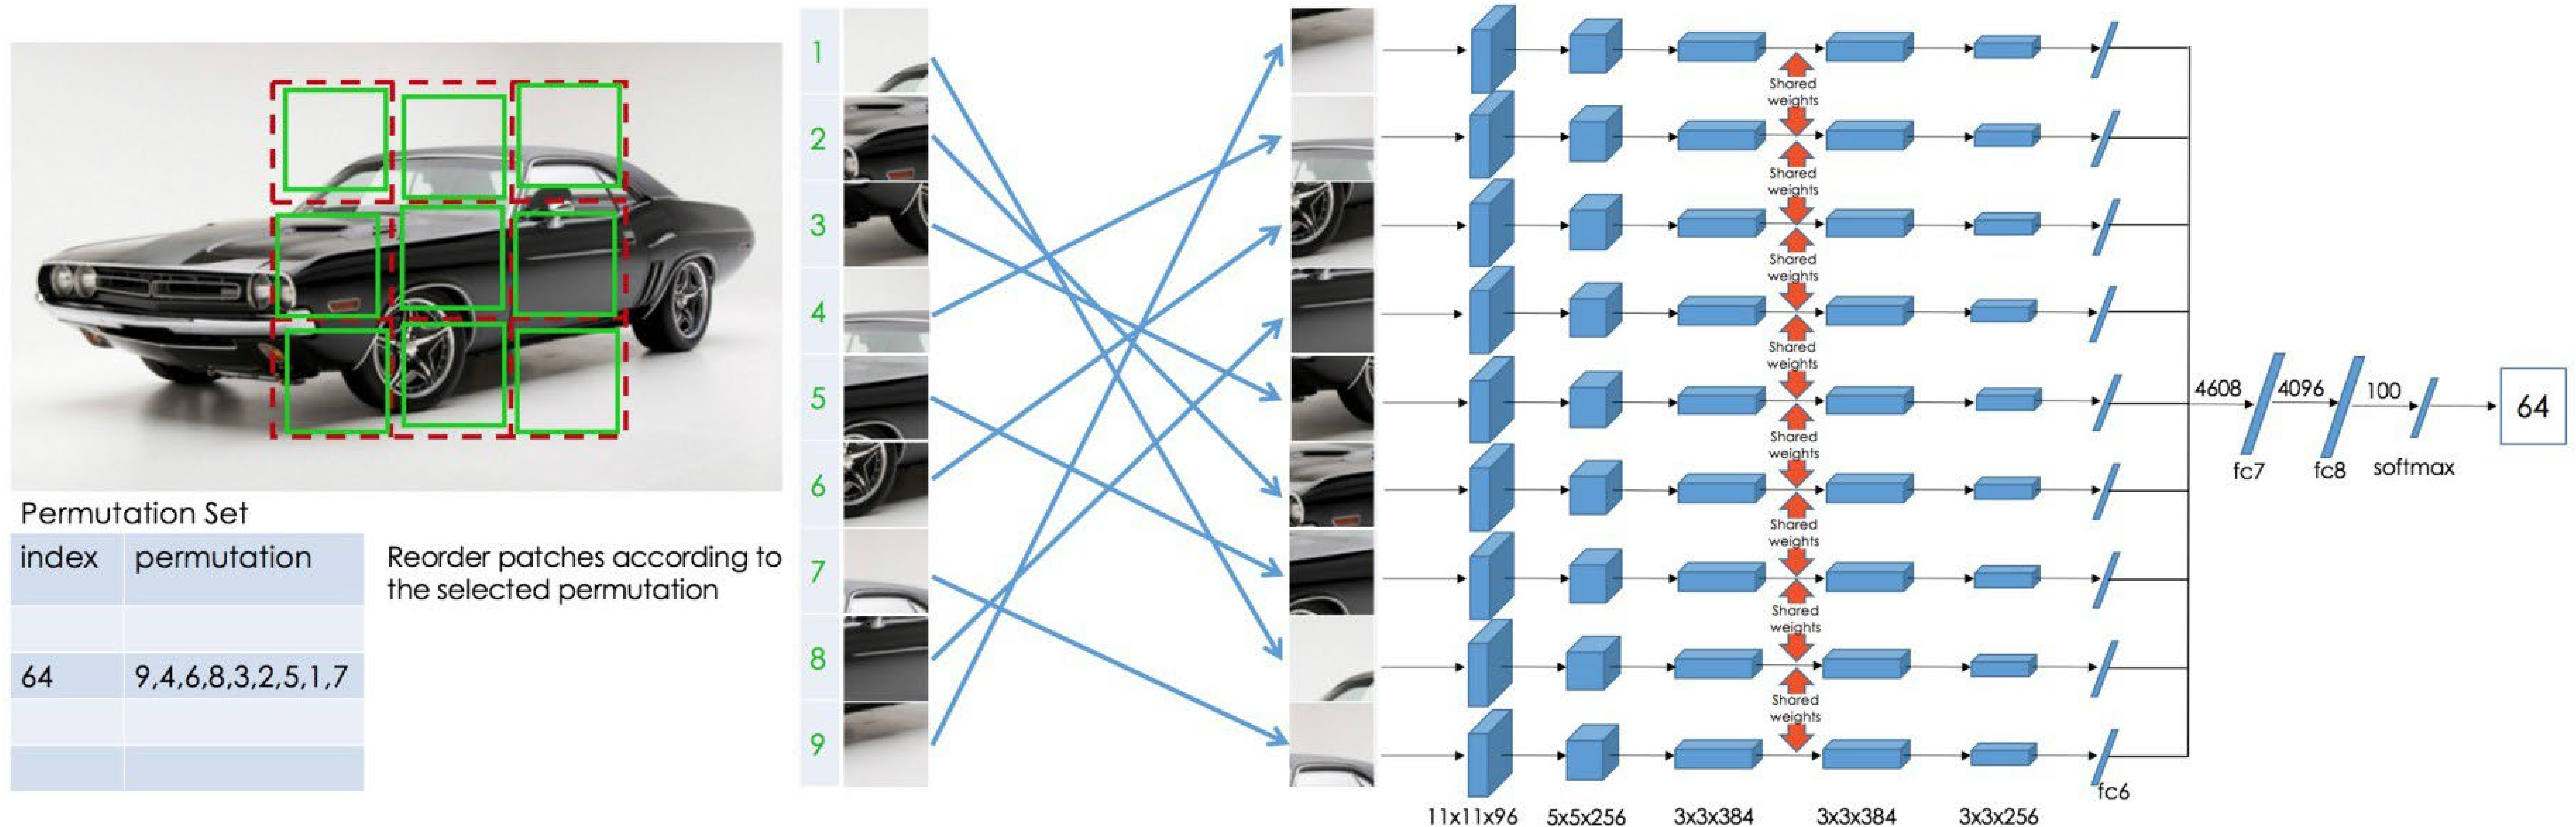 Permutation Set
index permutation
64 9,4,6,8,3,2,5,1,7
Reorder patches according to
the selected permutation
1
2
3
4
5
6
7
8
9
Shared
weights
Shared
weights
Shared
weights
Shared
weights
Shared
weights
Shared
weights
Shared
weights
Shared
weights
11x11x96 5x5x256 3x3x384 3x3x384 3x3x256
fc6
4608 4096 100
fc7 fc8 softmax
64